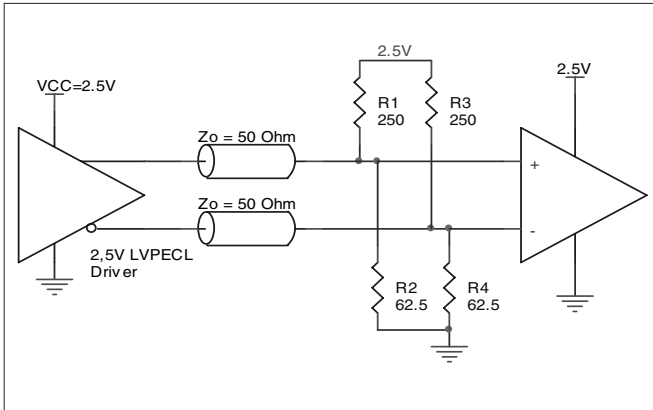 2.5V
VCC=2.5V
2.5V
R1
250
R3
250
Zo = 50 Ohm
+
Zo = 50 Ohm
-
2,5V LVPECL
Driver
R2
62.5
R4
62.5